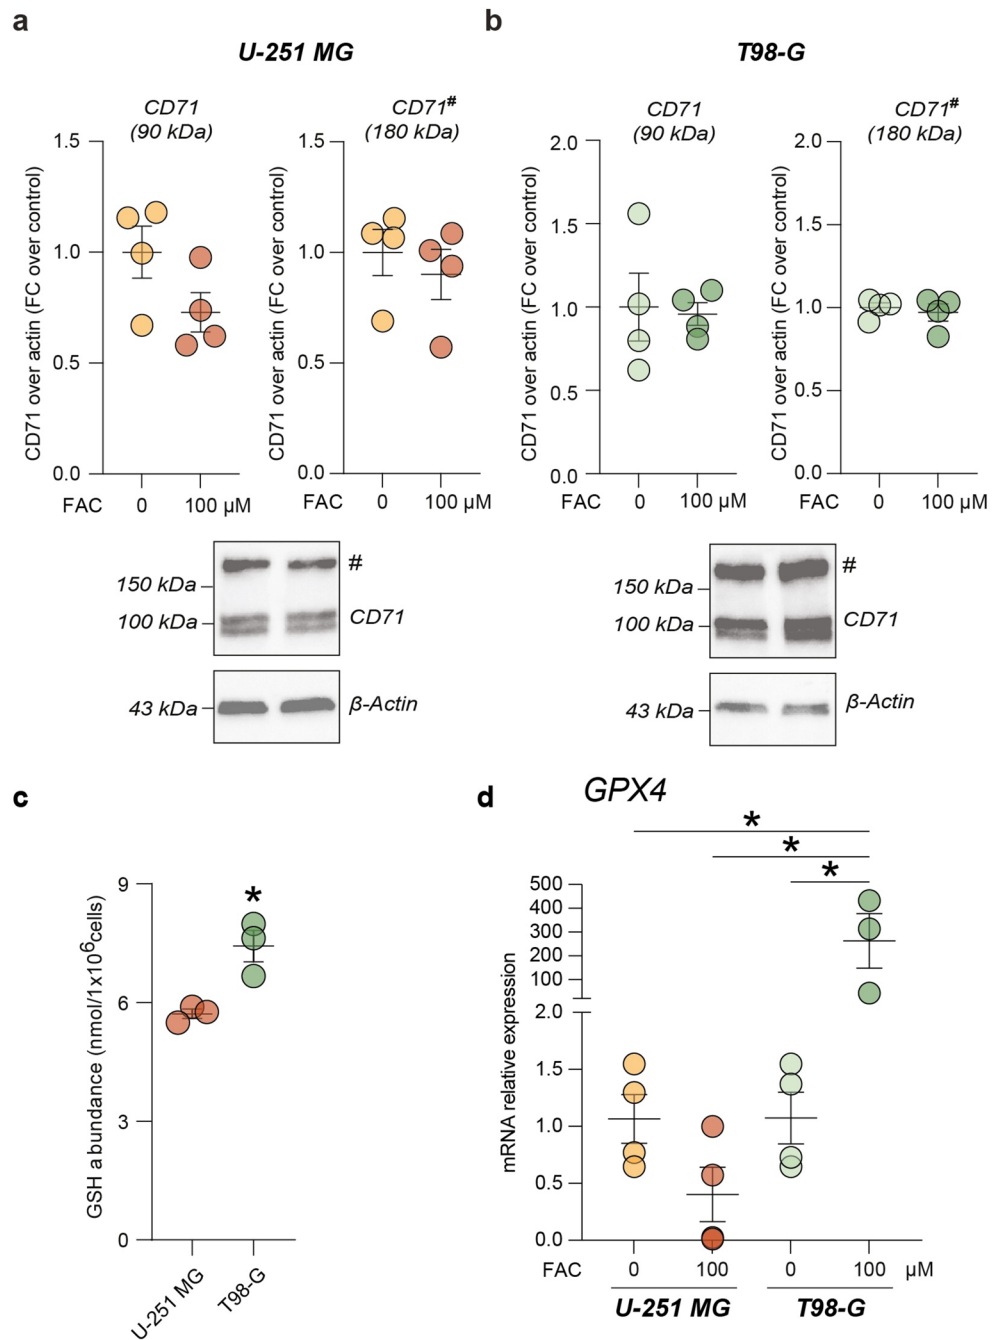 a
b
U-251 MG
T98-G
CD71
(90 kDa)
CD71#
(180 kDa)
CD71
(90 kDa)
CD71#
(180 kDa)
CD71 over actin (FC over control)
1.5
1.0
0.5
0.0
FAC 0 100 μM
CD71 over actin (FC over control)
1.5
1.0
0.5
0.0
0 100 μM
CD71 over actin (FC over control)
2.0
1.5
1.0
0.5
0.0
FAC 0 100 μM
CD71 over actin (FC over control)
2.0
1.5
1.0
0.5
0.0
0 100 μM
#
150 kDa
100 kDa
CD71
43 kDa
β-Actin
#
150 kDa
100 kDa
CD71
43 kDa
β-Actin
c
GSH abundance (nmol/1x10^6cells)
9
6
3
0
*
U-251 MG
T98-G
d
GPX4
*
*
*
mRNA relative expression
500
400
300
200
100
2.0
1.5
1.0
0.5
0.0
FAC 0 100 0 100 μM
U-251 MG T98-G